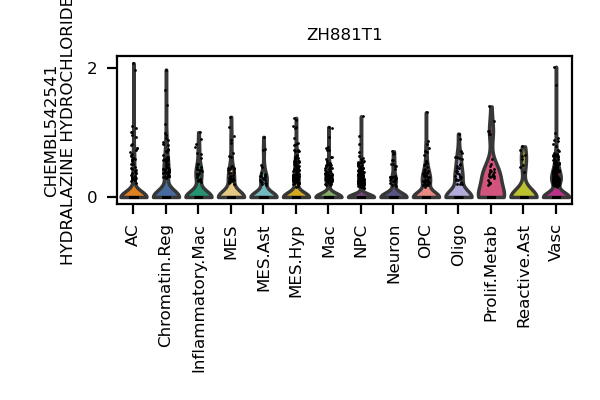 ZH881T1
CHEMBL542541
HYDRALAZINE HYDROCHLORIDE
2
0
AC
Chromatin.Reg
Inflammatory.Mac
MES
MES.Ast
MES.Hyp
Mac
NPC
Neuron
OPC
Oligo
Prolif.Metab
Reactive.Ast
Vasc